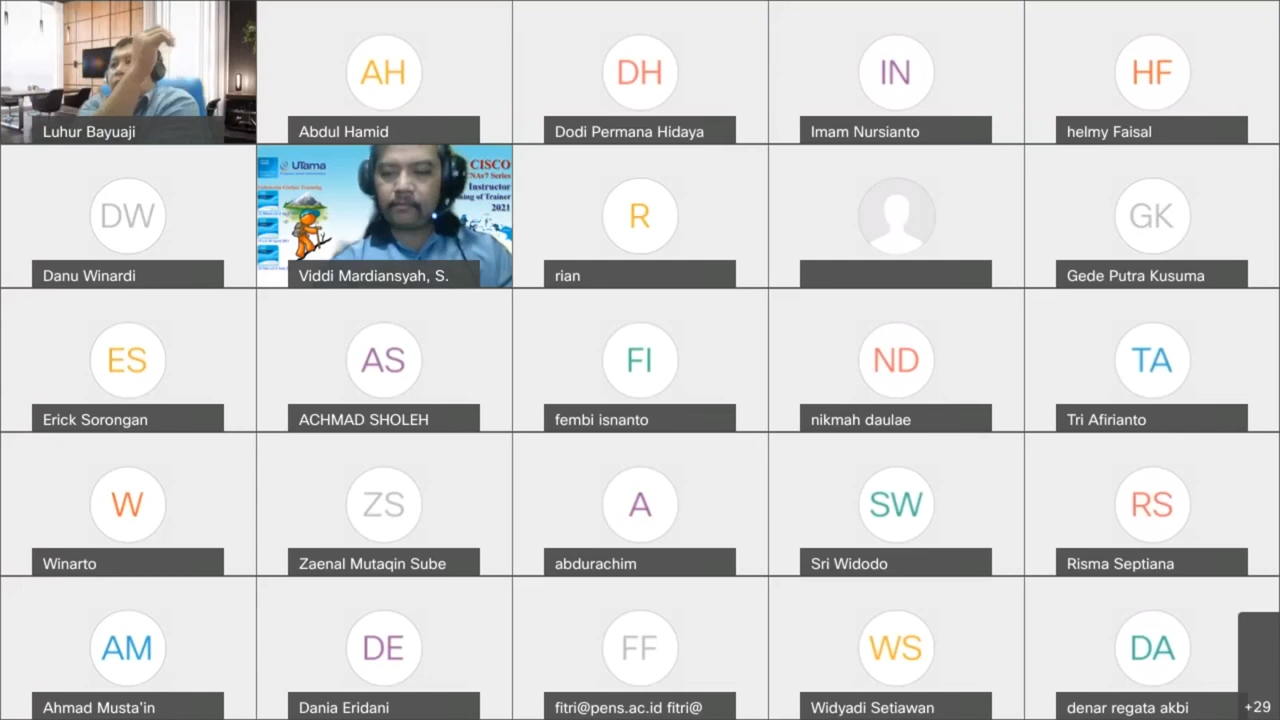 Luhur Bayuaji
AH
Abdul Hamid
DH
Dodi Permana Hidaya
IN
Imam Nursianto
HF
helmy Faisal
DW
Danu Winardi
UTama
CISCO
Instructor
ing of Trainer
2021
Viddi Mardiansyah, S.
R
rian
GK
Gede Putra Kusuma
ES
Erick Sorongan
AS
ACHMAD SHOLEH
FI
fembi isnanto
ND
nikmah daulae
TA
Tri Afirianto
W
Winarto
ZS
Zaenal Mutaqin Sube
A
abdurachim
SW
Sri Widodo
RS
Risma Septiana
AM
Ahmad Musta'in
DE
Dania Eridani
FF
fitri@pens.ac.id fitri@
WS
Widyadi Setiawan
DA
denar regata akbi
+29